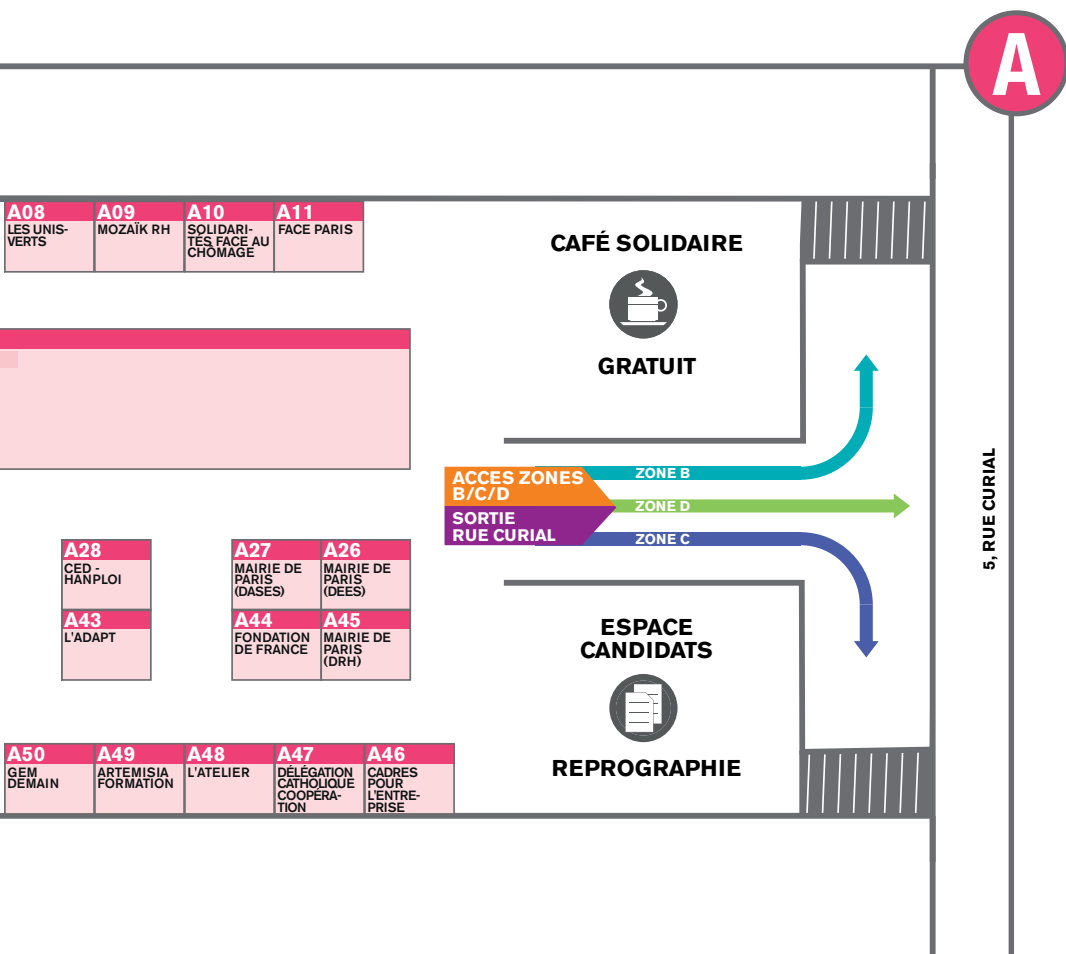 A
A08
LES UNIS-
VERTS
A09
MOZAÏK RH
A10
SOLIDARI-
TÉS FACE AU
CHÔMAGE
A11
FACE PARIS
CAFÉ SOLIDAIRE
GRATUIT
ACCES ZONES
B/C/D
SORTIE
RUE CURIAL
ZONE B
ZONE D
ZONE C
5, RUE CURIAL
A28
CED -
HANPLOI
A27
MAIRIE DE
PARIS
(DASES)
A26
MAIRIE DE
PARIS
(DEES)
A43
L'ADAPT
A44
FONDATION
DE FRANCE
A45
MAIRIE DE
PARIS
(DRH)
ESPACE
CANDIDATS
REPROGRAPHIE
A50
GEM
DEMAIN
A49
ARTEMISIA
FORMATION
A48
L'ATELIER
A47
DÉLÉGATION
CATHOLIQUE
COOPÉRA-
TION
A46
CADRES
POUR
L'ENTRE-
PRISE